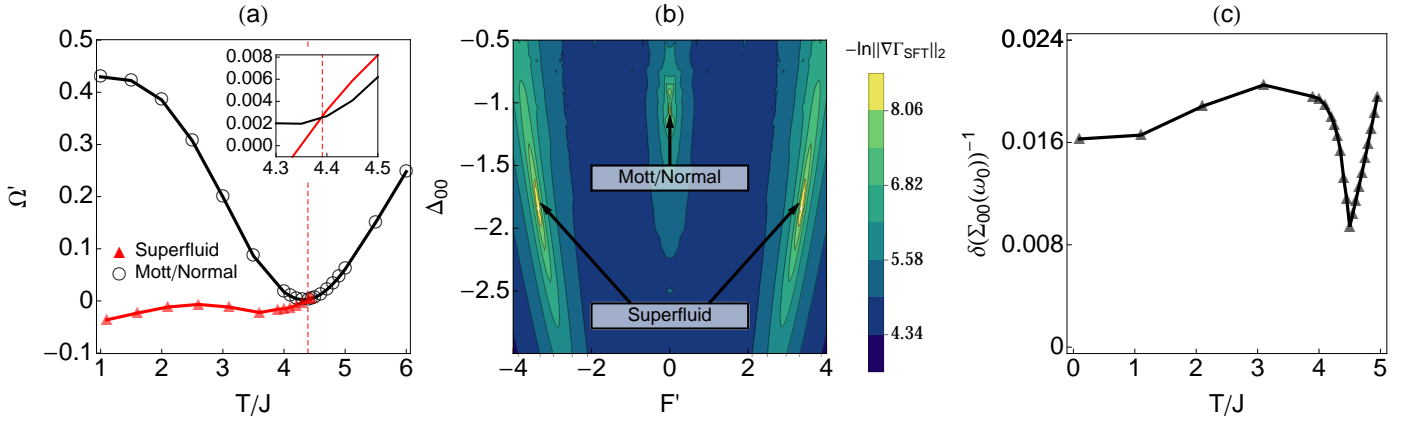 (a)
Ω'
0.5
0.4
0.3
0.2
0.1
0
−0.1
1 2 3 4 5 6
T/J
Superfluid
Mott/Normal
0.008
0.006
0.004
0.002
0.000
4.3 4.4 4.5
(b)
Δ00
−0.5
−1.
−1.5
−2.
−2.5
−4 −2 0 2 4
F'
Mott/Normal
Superfluid
−ln||∇ΓSFT||2
8.06
6.82
5.58
4.34
(c)
δ(Σ00(ω0))−1
0.024
0.016
0.008
0
0 1 2 3 4 5
T/J